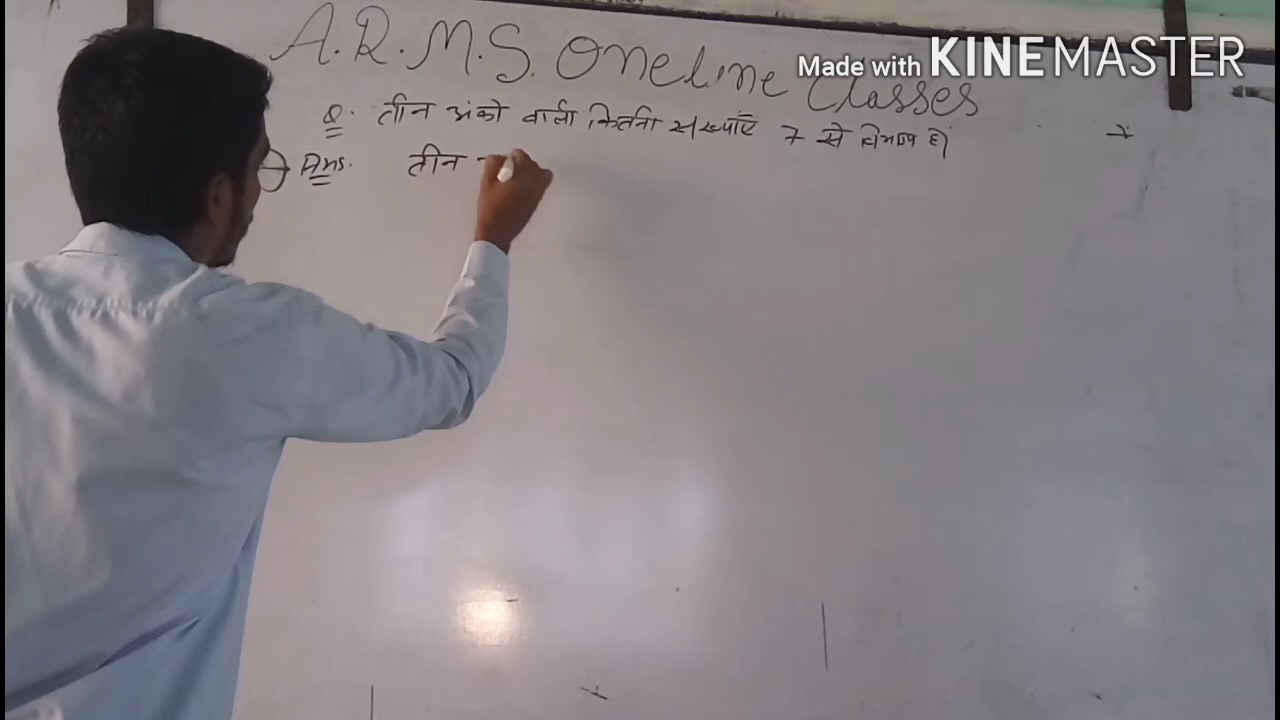 Made with KINEMASTER
A.R.M.S. Oneline Classes
Q. तीन अंको वाली कितनी संख्याएँ 7 से है।
Ans. तीन